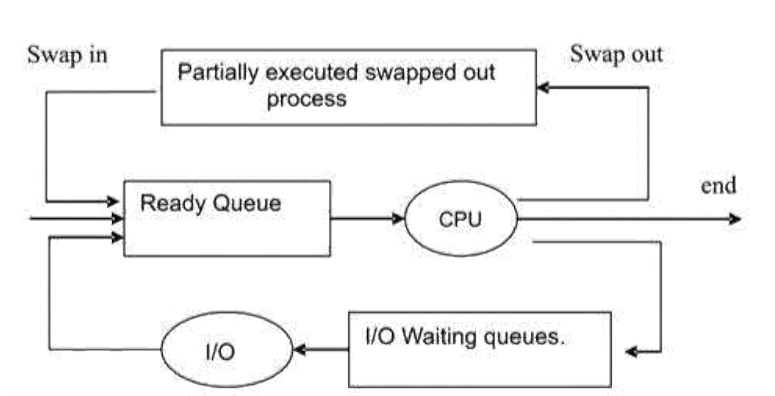 Swap in
Partially executed swapped out
process
Swap out
Ready Queue
CPU
end
I/O
I/O Waiting queues.